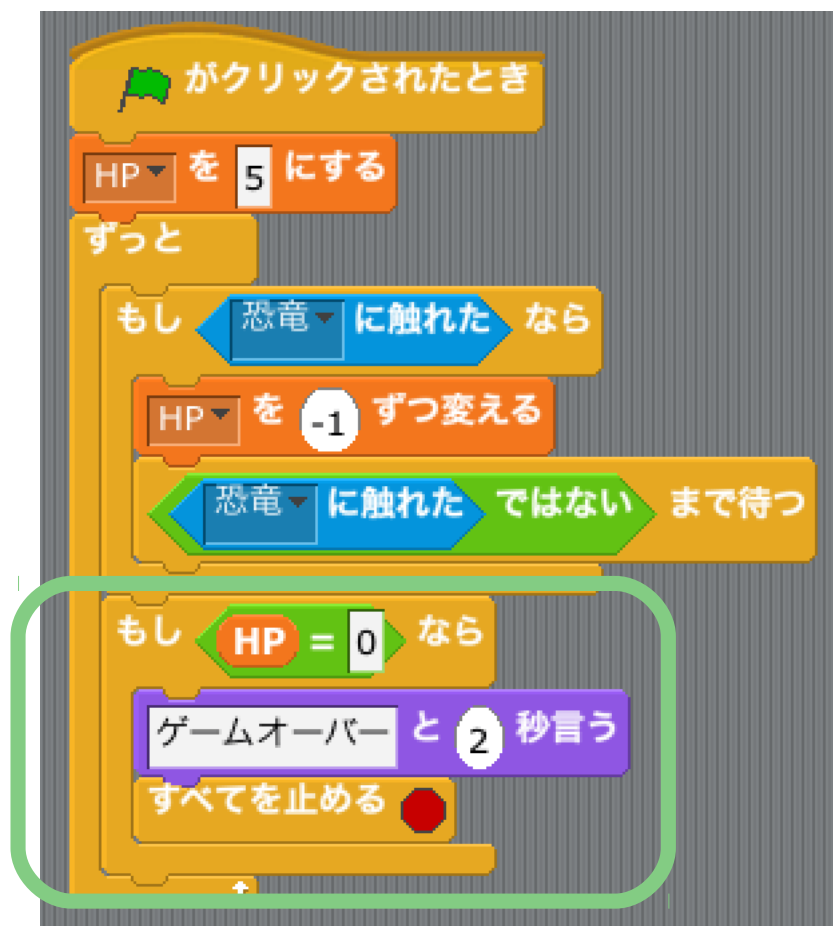 がクリックされたとき
HP を 5 にする
ずっと
もし 恐竜 に触れた なら
HP を -1 ずつ変える
恐竜 に触れた ではない まで待つ
もし HP = 0 なら
ゲームオーバー と 2 秒言う
すべてを止める